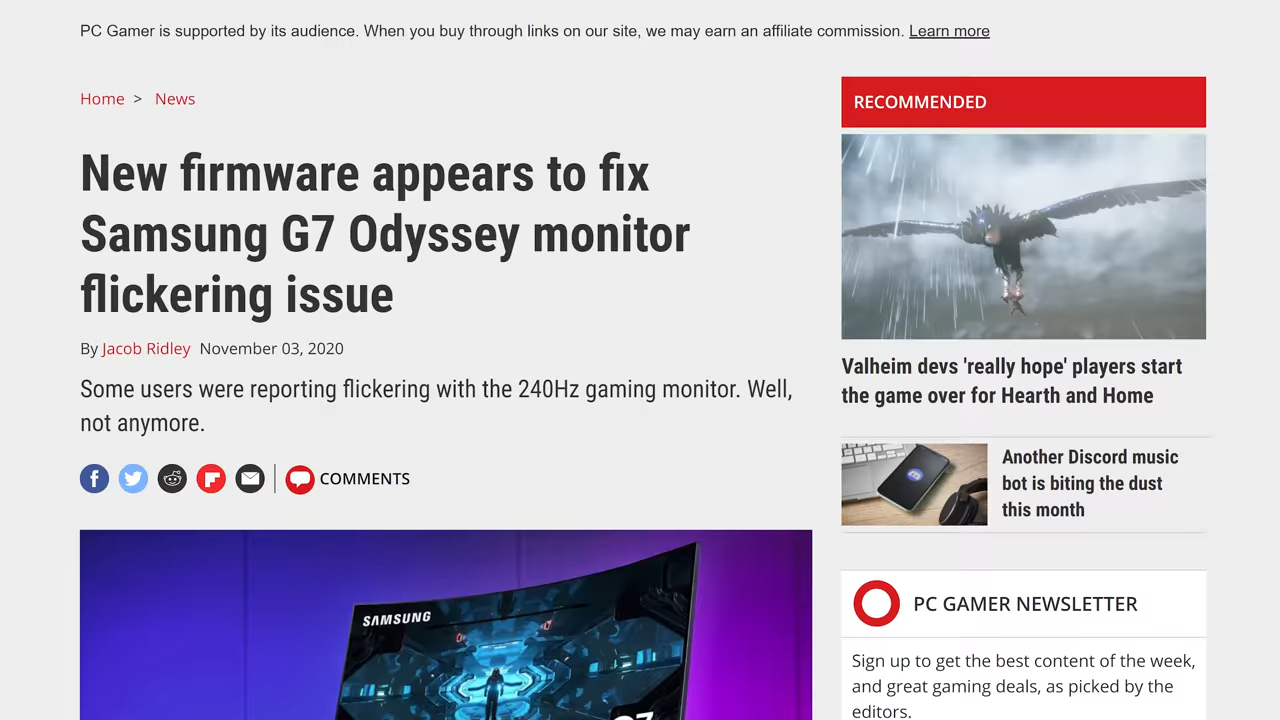 PC Gamer is supported by its audience. When you buy through links on our site, we may earn an affiliate commission. Learn more
Home > News
New firmware appears to fix
Samsung G7 Odyssey monitor
flickering issue
By Jacob Ridley November 03, 2020
Some users were reporting flickering with the 240Hz gaming monitor. Well,
not anymore.
COMMENTS
SAMSUNG
G7
RECOMMENDED
Valheim devs 'really hope' players start
the game over for Hearth and Home
Another Discord music
bot is biting the dust
this month
PC GAMER NEWSLETTER
Sign up to get the best content of the week,
and great gaming deals, as picked by the
editors.